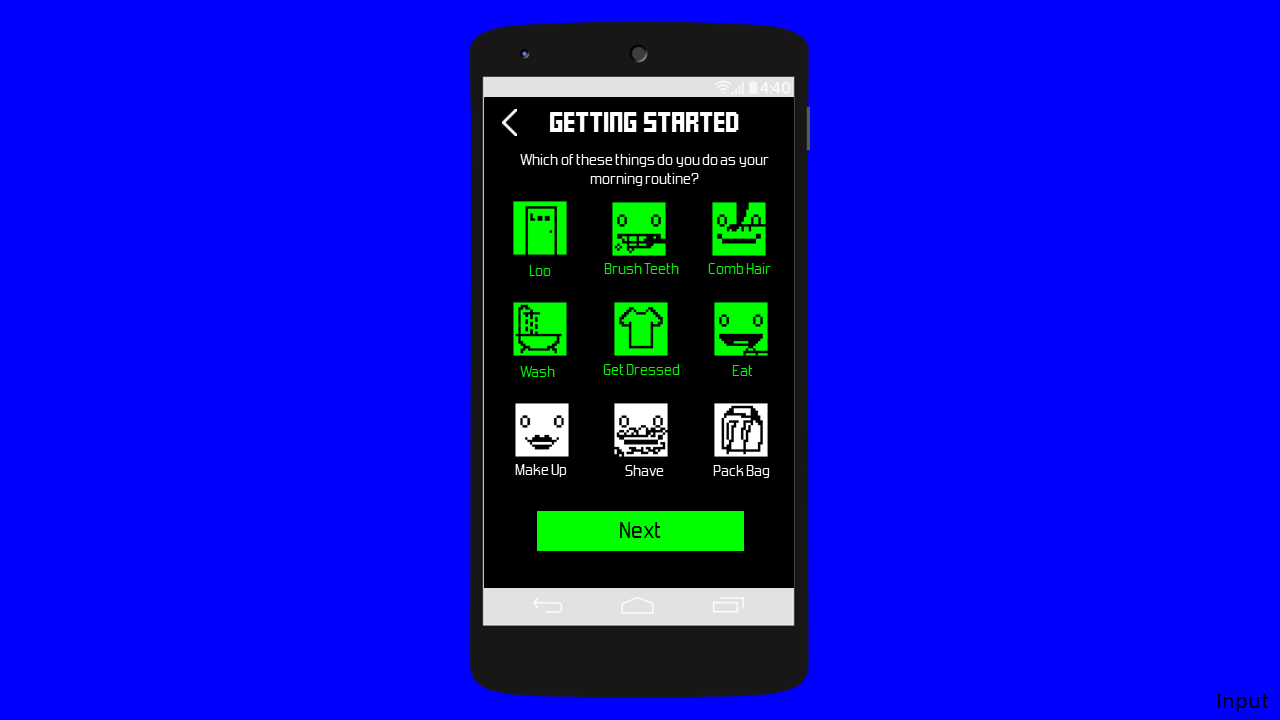 4:40
GETTING STARTED
Which of these things do you do as your
morning routine?
LOO
Loo
Brush Teeth
Comb Hair
Wash
Get Dressed
Eat
Make Up
Shave
Pack Bag
Next
Input